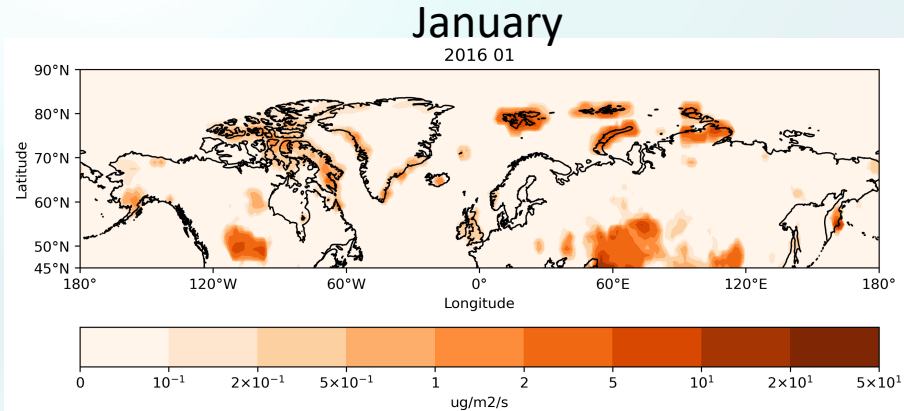 January
2016 01
90°N
80°N
70°N
60°N
50°N
45°N
Latitude
180° 120°W 60°W 0° 60°E 120°E 180°
Longitude
0 10⁻¹ 2×10⁻¹ 5×10⁻¹ 1 2 5 10¹ 2×10¹ 5×10¹
ug/m2/s